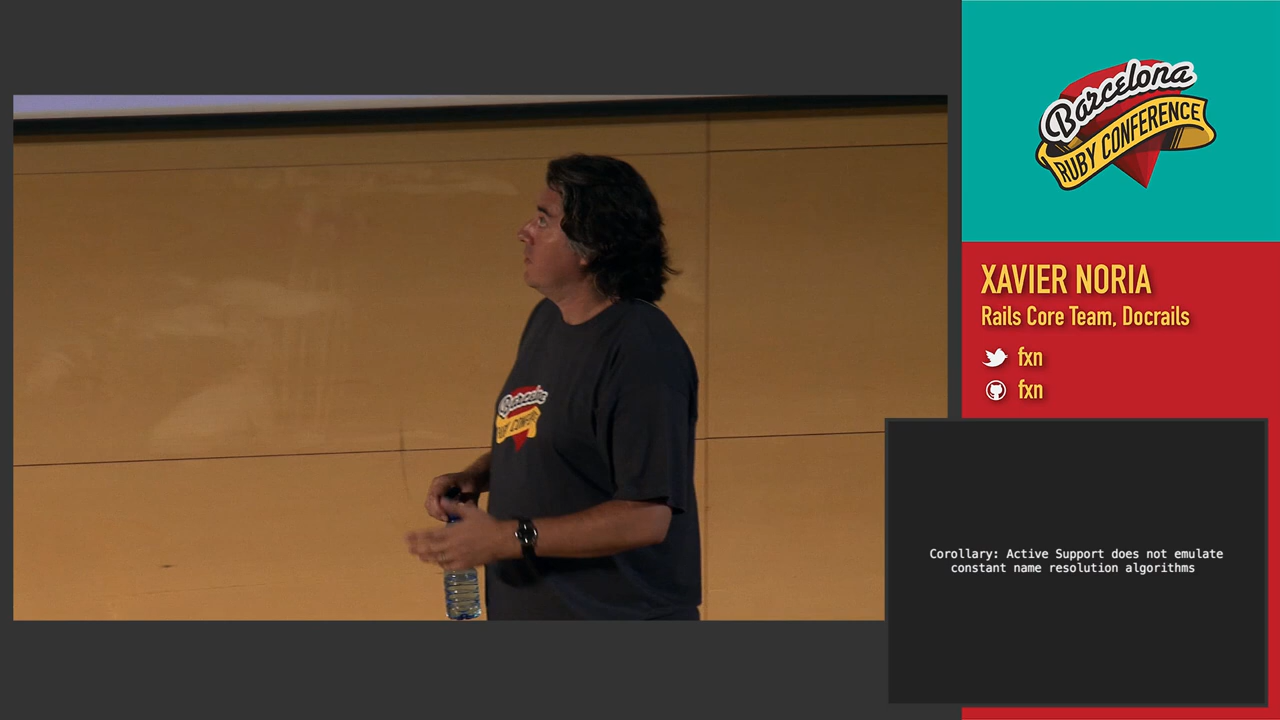 Barcelona
RUBY CONFERENCE
XAVIER NORIA
Rails Core Team, Docrails
fxn
fxn
Corollary: Active Support does not emulate
constant name resolution algorithms